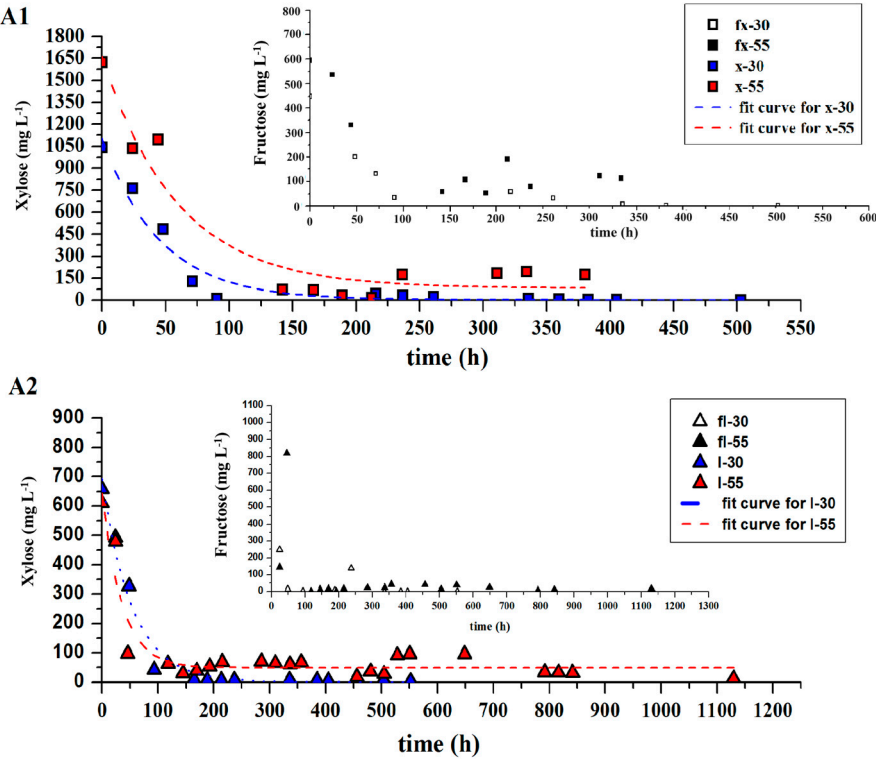 A1
Xylose (mg L-1)
1800
1650
1500
1350
1200
1050
900
750
600
450
300
150
0
0 50 100 150 200 250 300 350 400 450 500 550
time (h)
Fructose (mg L-1)
800
700
600
500
400
300
200
100
0
0 50 100 150 200 250 300 350 400 450 500 600
time (h)
fx-30
fx-55
x-30
x-55
fit curve for x-30
fit curve for x-55
A2
Xylose (mg L-1)
900
800
700
600
500
400
300
200
100
0
0 100 200 300 400 500 600 700 800 900 1000 1100 1200
time (h)
Fructose (mg L-1)
1100
1000
900
800
700
600
500
400
300
200
100
0
0 100 200 300 400 500 600 700 800 900 1000 1100 1300
time (h)
fl-30
fl-55
l-30
l-55
fit curve for l-30
fit curve for l-55